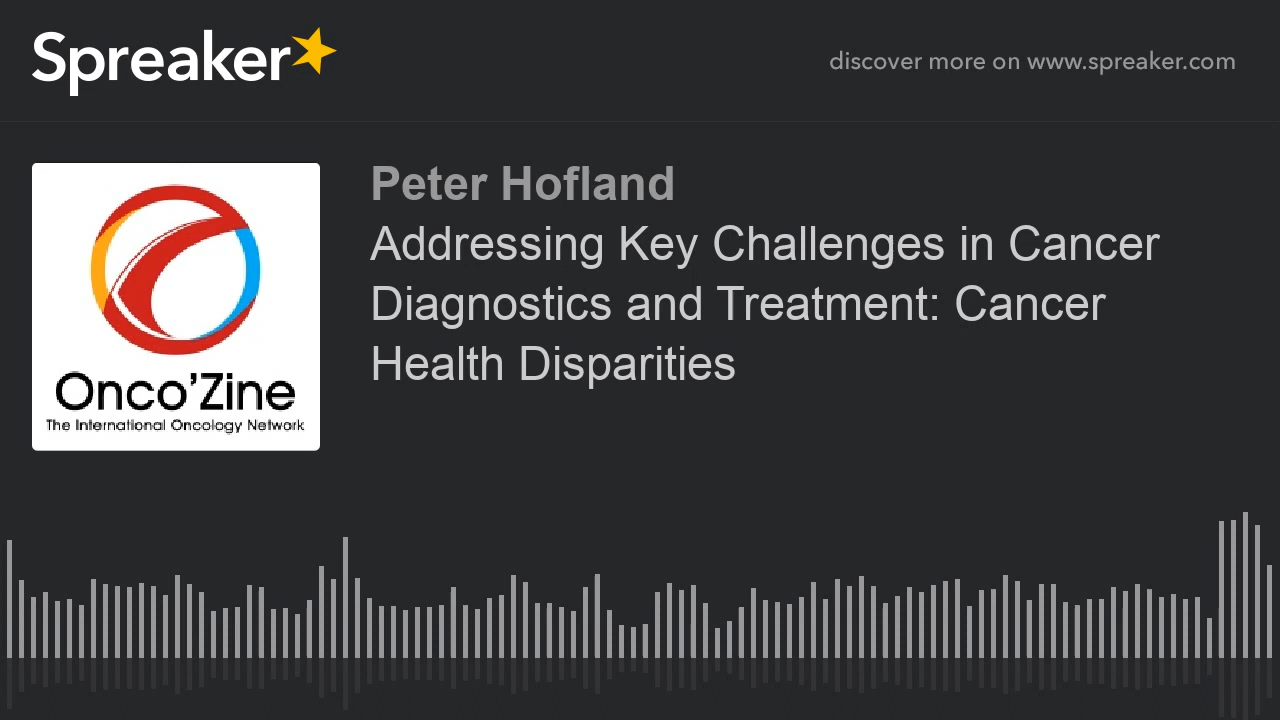 Spreaker
discover more on www.spreaker.com
Peter Hofland
Addressing Key Challenges in Cancer
Diagnostics and Treatment: Cancer
Health Disparities
Onco'Zine
The International Oncology Network